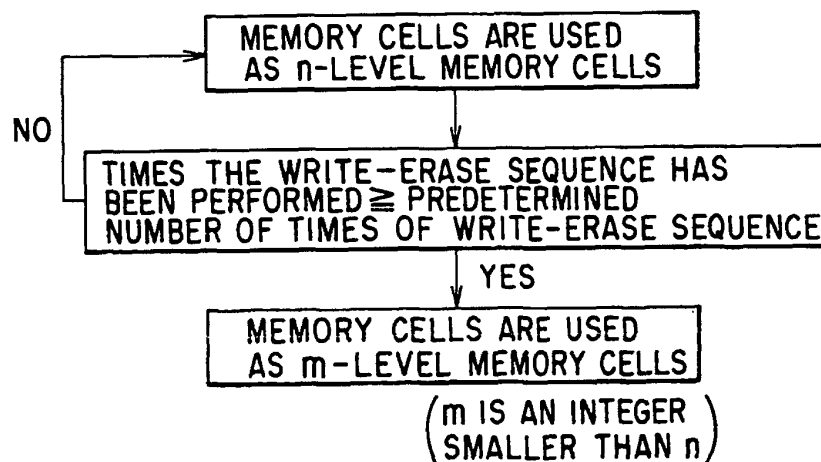 MEMORY CELLS ARE USED
AS n-LEVEL MEMORY CELLS
NO
TIMES THE WRITE-ERASE SEQUENCE HAS
BEEN PERFORMED ≧ PREDETERMINED
NUMBER OF TIMES OF WRITE-ERASE SEQUENCE
YES
MEMORY CELLS ARE USED
AS m-LEVEL MEMORY CELLS
(m IS AN INTEGER
SMALLER THAN n)